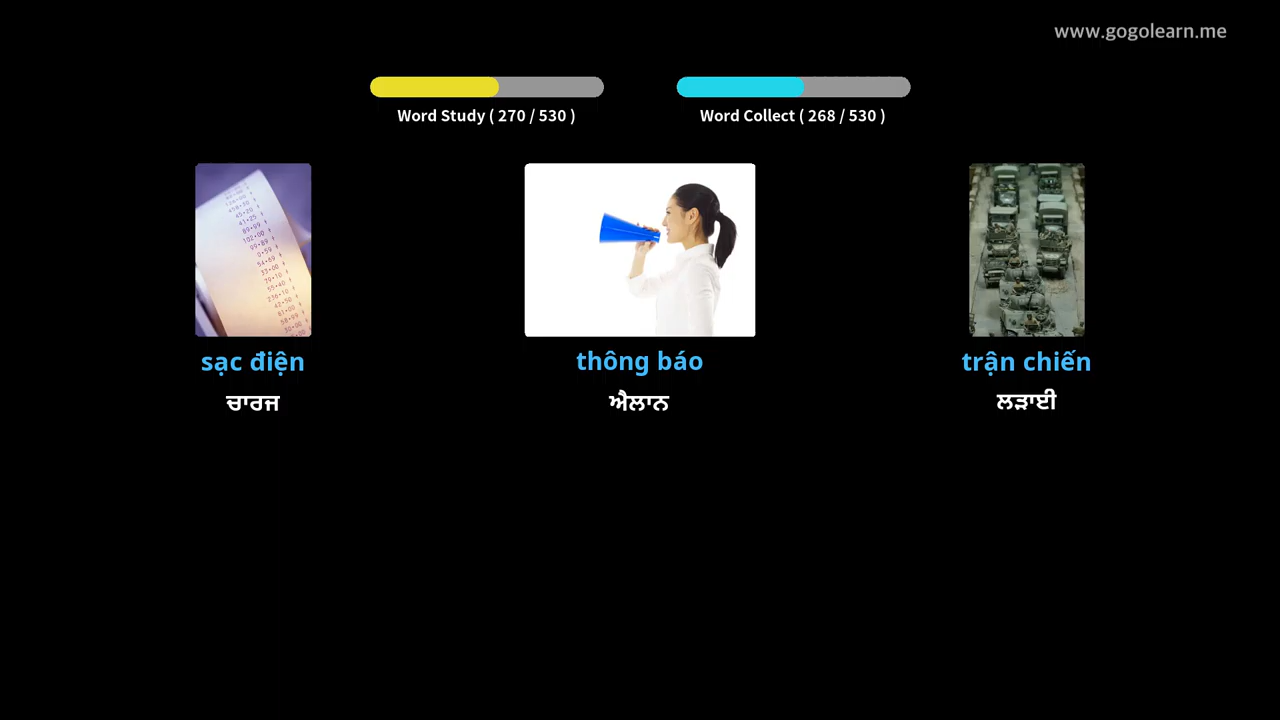 www.gogolearn.me
Word Study ( 270 / 530 )
Word Collect ( 268 / 530 )
sạc điện
thông báo
trận chiến
ਚਾਰਜ
ਐਲਾਨ
ਲੜਾਈ